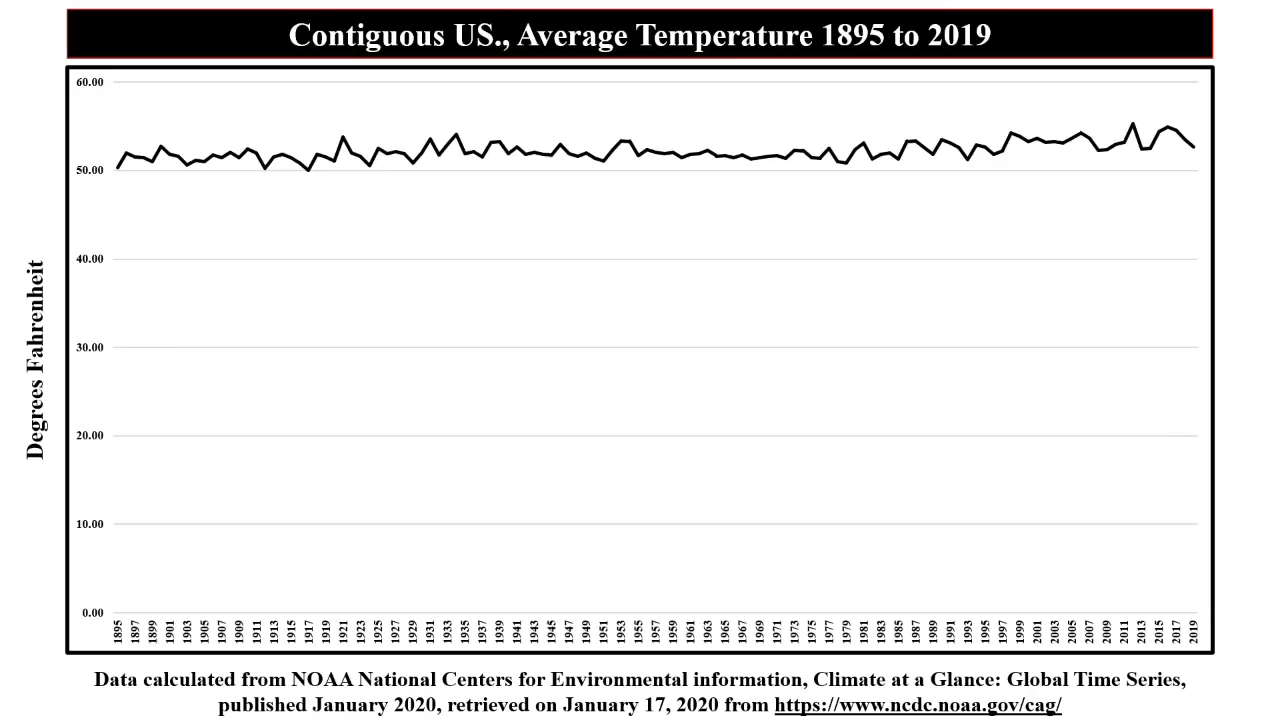 Contiguous US., Average Temperature 1895 to 2019
Degrees Fahrenheit
60.00
50.00
40.00
30.00
20.00
10.00
0.00
1895 1897 1899 1901 1903 1905 1907 1909 1911 1913 1915 1917 1919 1921 1923 1925 1927 1929 1931 1933 1935 1937 1939 1941 1943 1945 1947 1949 1951 1953 1955 1957 1959 1961 1963 1965 1967 1969 1971 1973 1975 1977 1979 1981 1983 1985 1987 1989 1991 1993 1995 1997 1999 2001 2003 2005 2007 2009 2011 2013 2015 2017 2019
Data calculated from NOAA National Centers for Environmental information, Climate at a Glance: Global Time Series,
published January 2020, retrieved on January 17, 2020 from https://www.ncdc.noaa.gov/cag/